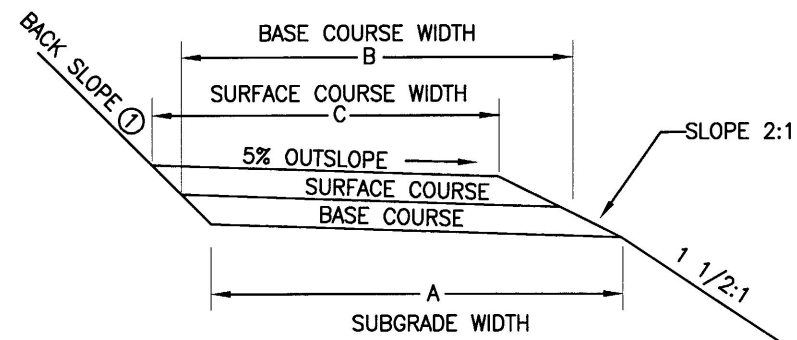 BACK SLOPE ①
BASE COURSE WIDTH
B
SURFACE COURSE WIDTH
C
SLOPE 2:1
5% OUTSLOPE
SURFACE COURSE
BASE COURSE
1 1/2:1
A
SUBGRADE WIDTH